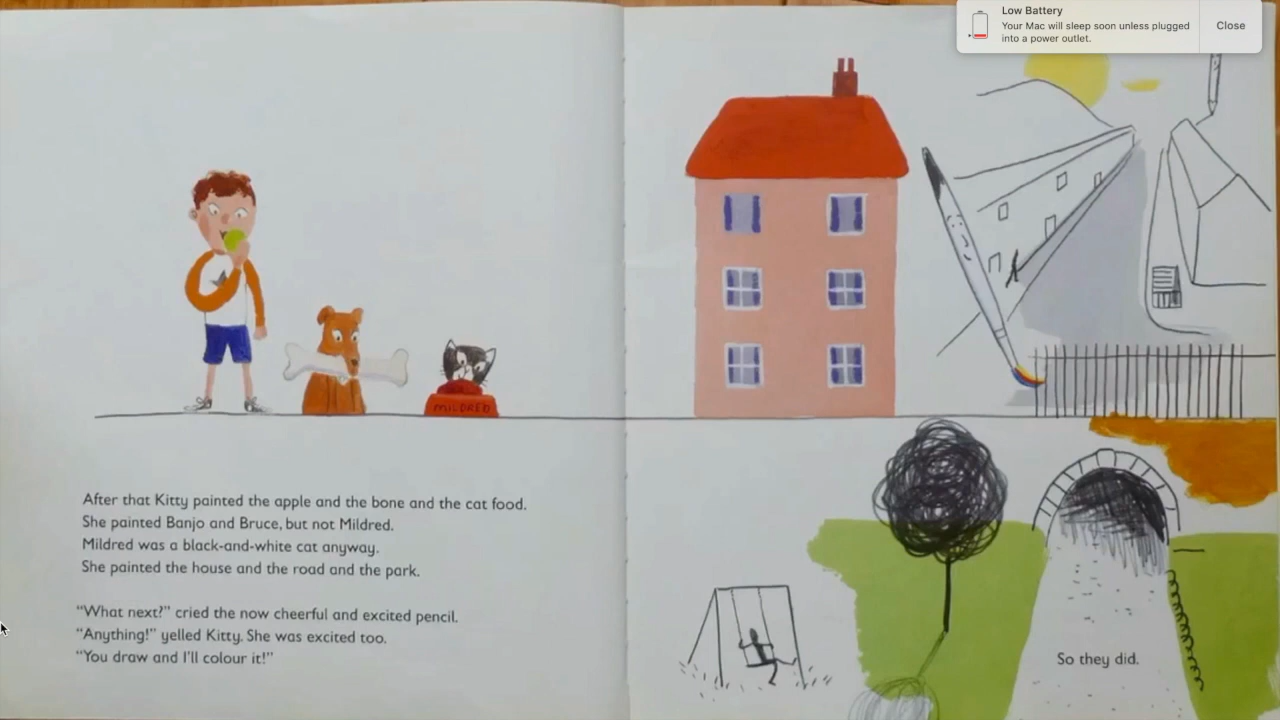 Low Battery
Your Mac will sleep soon unless plugged
into a power outlet.
Close
MILDRED
After that Kitty painted the apple and the bone and the cat food.
She painted Banjo and Bruce, but not Mildred.
Mildred was a black-and-white cat anyway.
She painted the house and the road and the park.
“What next?” cried the now cheerful and excited pencil.
“Anything!” yelled Kitty. She was excited too.
“You draw and I’ll colour it!”
So they did.